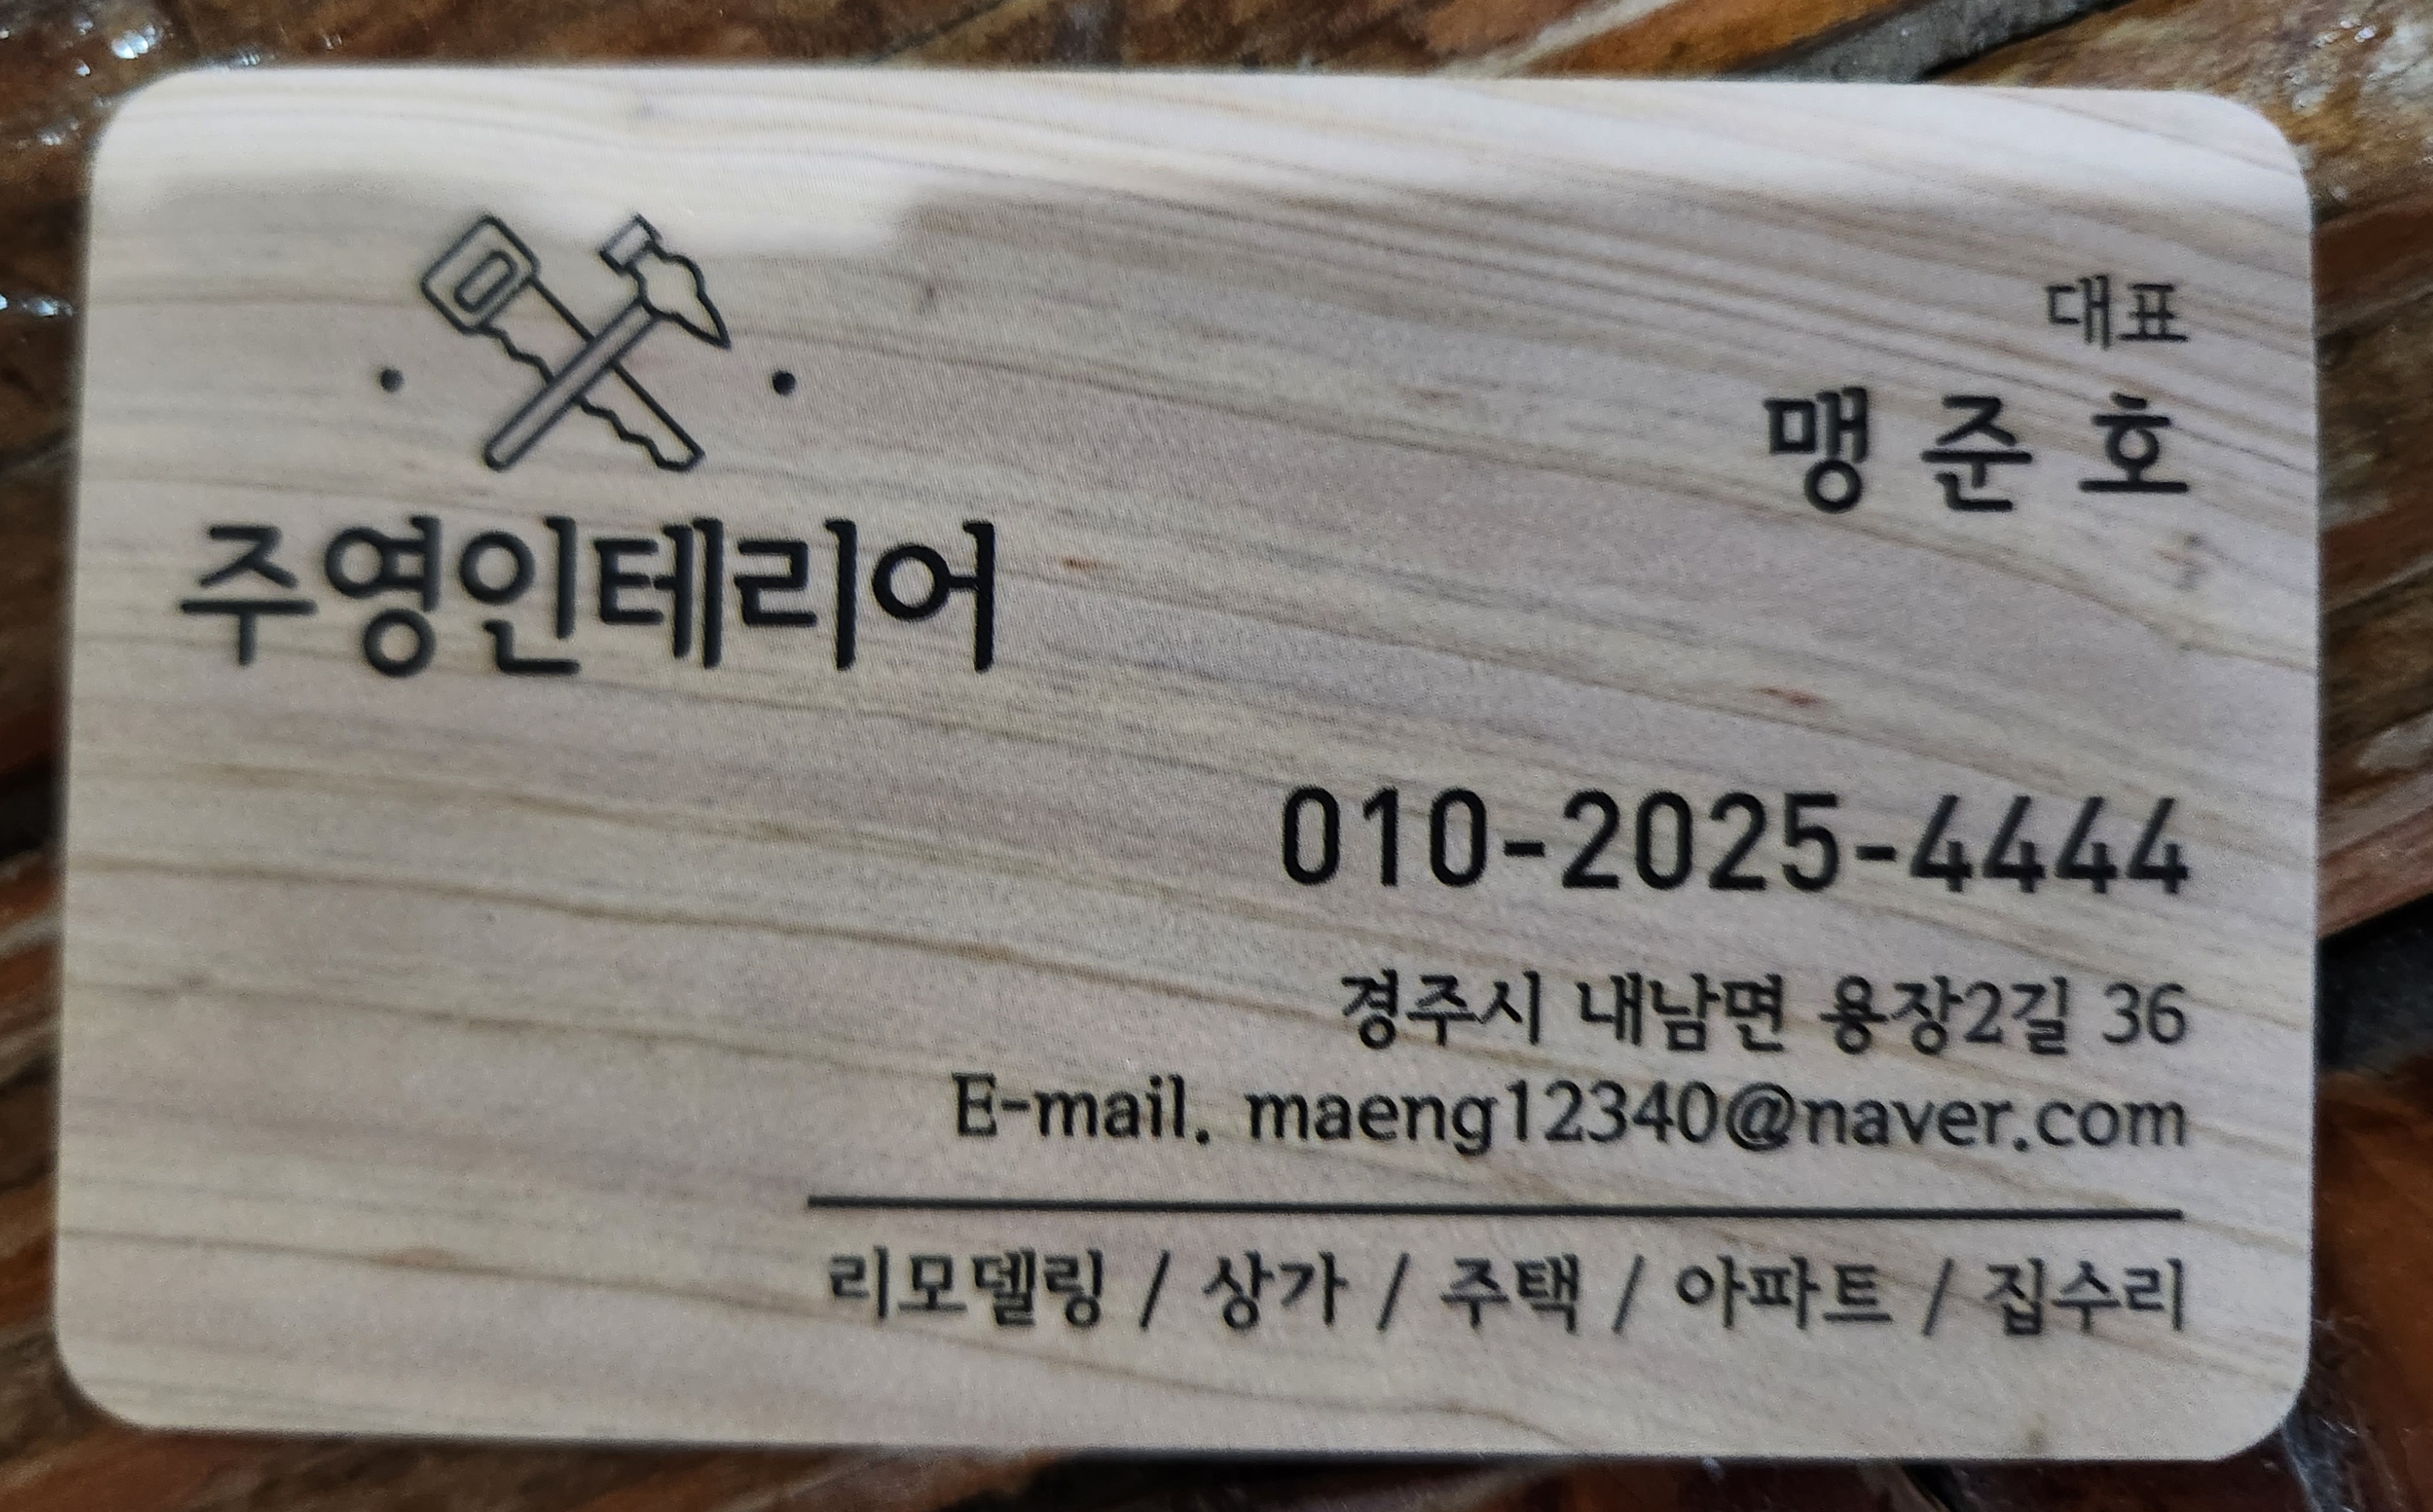 주영인테리어
대표
맹준호
010-2025-4444
경주시 내남면 용장2길 36
E-mail. maeng12340@naver.com
리모델링 / 상가 / 주택 / 아파트 / 집수리